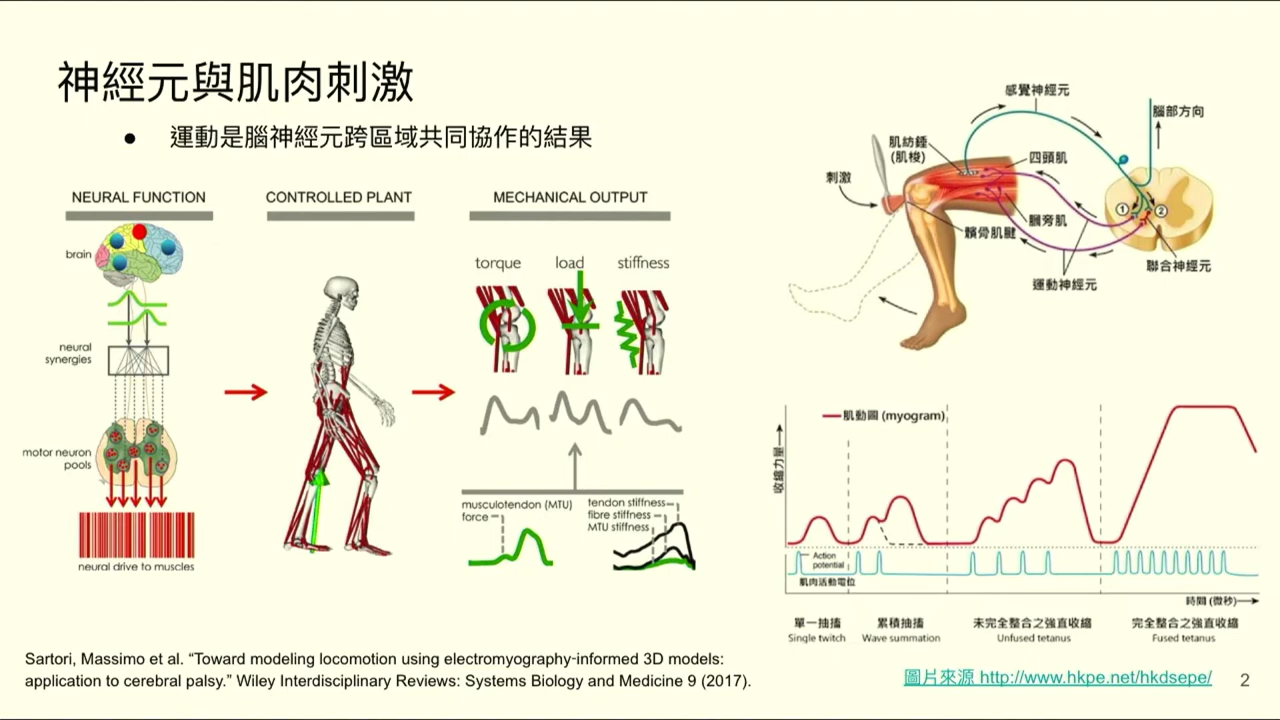 神經元與肌肉刺激
● 運動是腦神經元跨區域共同協作的結果
NEURAL FUNCTION
brain
neural
synergies
motor neuron
pools
neural drive to muscles
CONTROLLED PLANT
MECHANICAL OUTPUT
torque load stiffness
musculotendon (MTU)
force
tendon stiffness
fibre stiffness
MTU stiffness
感覺神經元
腦部方向
肌紡錘
(肌梭)
四頭肌
刺激
膕旁肌
髕骨肌腱
1 2
聯合神經元
運動神經元
肌動圖 (myogram)
收縮力量
Action
potential
肌肉活動電位
時間 (微秒)
單一抽搐 累積抽搐 未完全整合之強直收縮 完全整合之強直收縮
Single twitch Wave summation Unfused tetanus Fused tetanus
Sartori, Massimo et al. “Toward modeling locomotion using electromyography-informed 3D models:
application to cerebral palsy.” Wiley Interdisciplinary Reviews: Systems Biology and Medicine 9 (2017).
圖片來源 http://www.hkpe.net/hkdsepe/
2